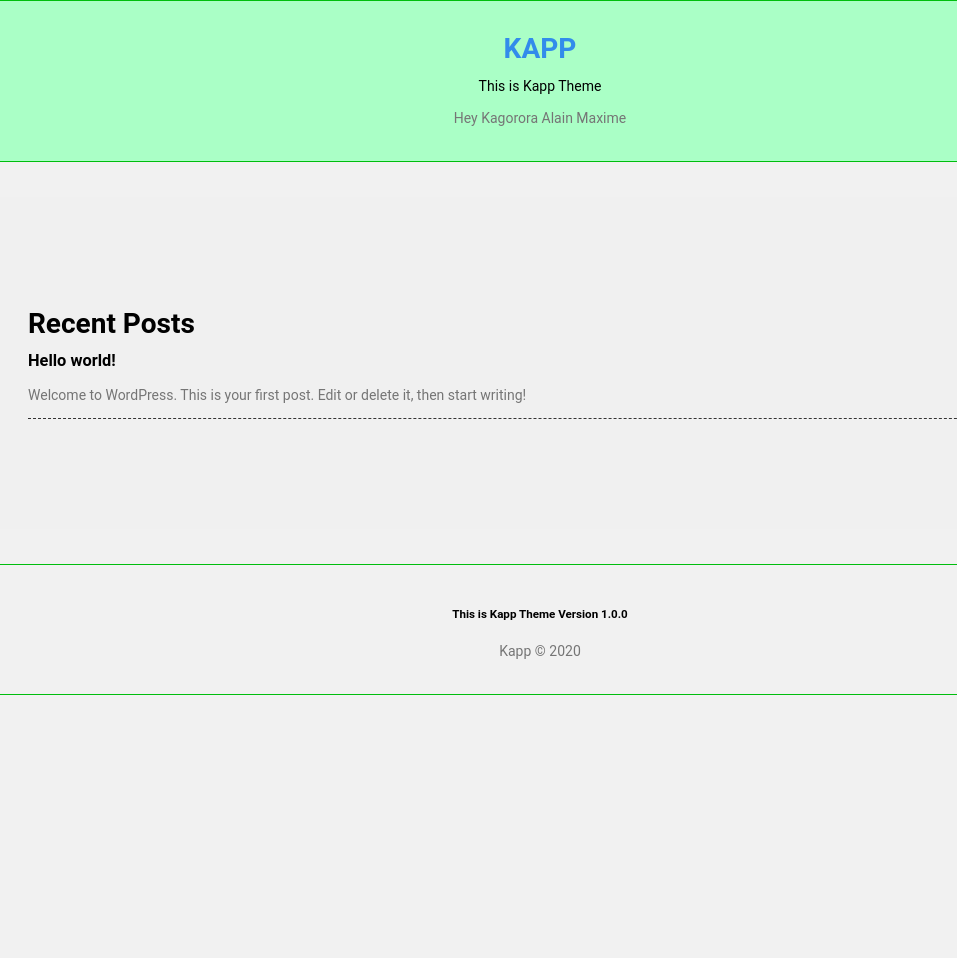 KAPP
This is Kapp Theme
Hey Kagorora Alain Maxime
Recent Posts
Hello world!
Welcome to WordPress. This is your first post. Edit or delete it, then start writing!
This is Kapp Theme Version 1.0.0
Kapp © 2020